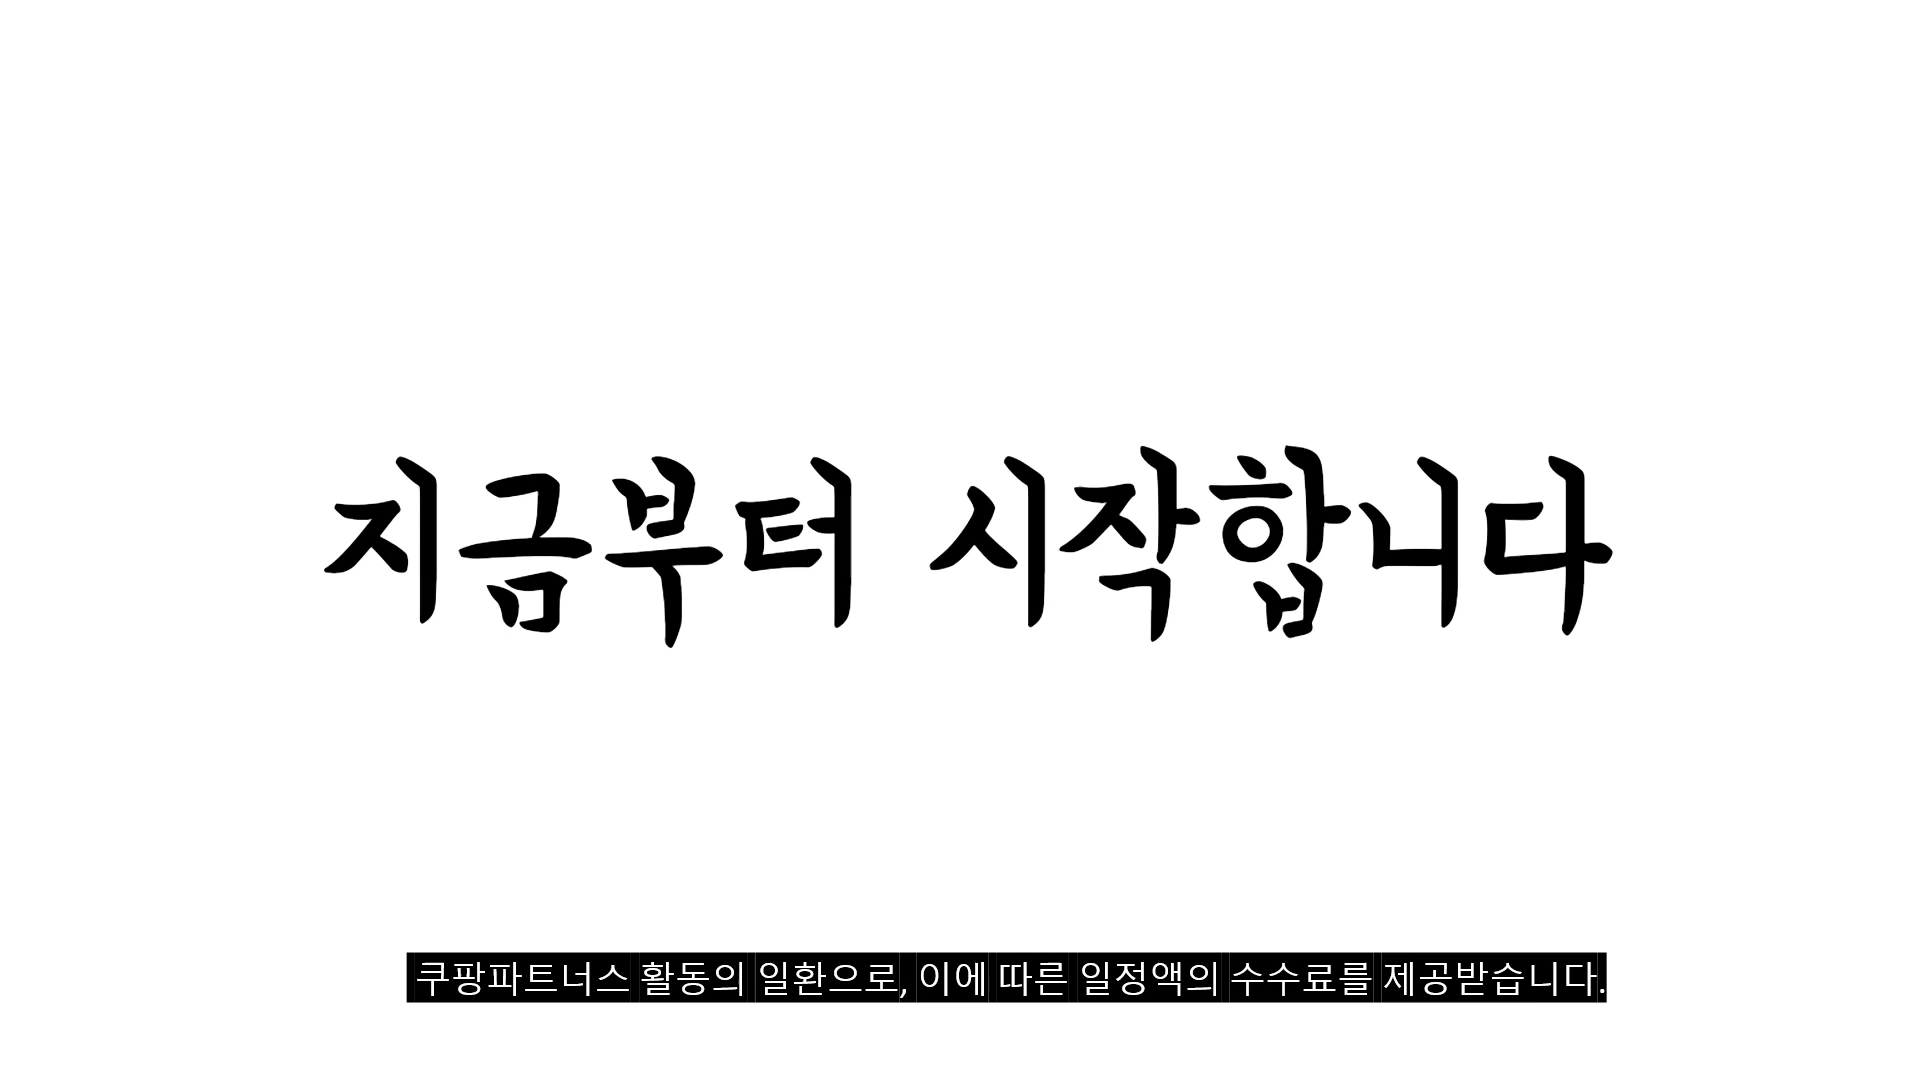 지금부터 시작합니다
쿠팡파트너스 활동의 일환으로, 이에 따른 일정액의 수수료를 제공받습니다.